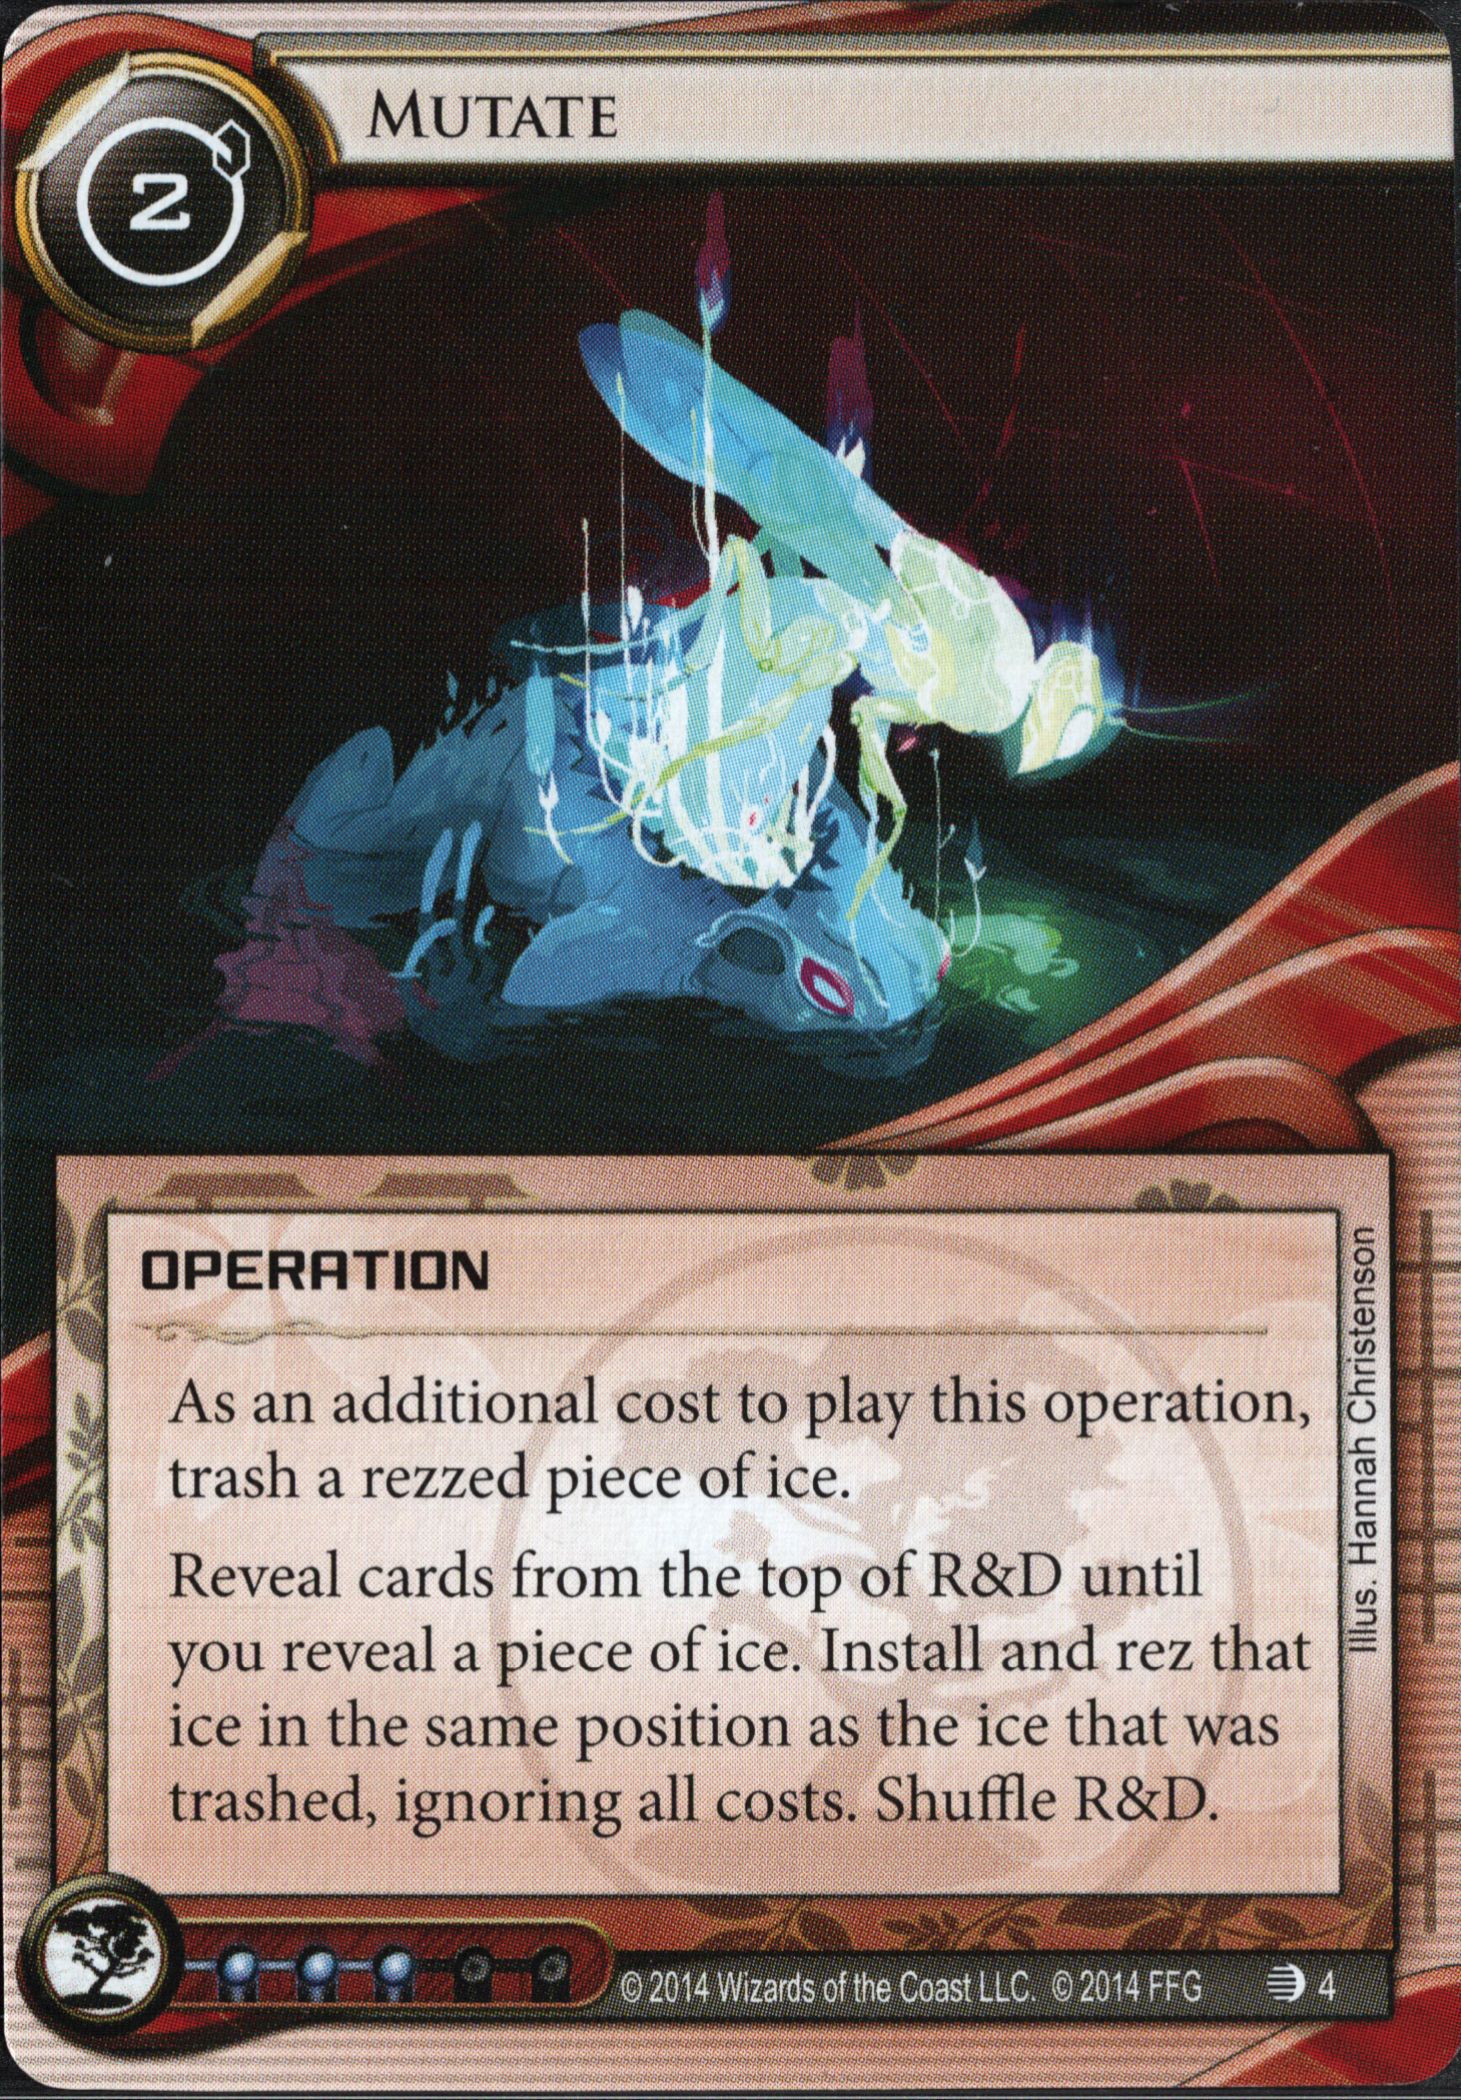 2
MUTATE
OPERATION
As an additional cost to play this operation,
trash a rezzed piece of ice.
Reveal cards from the top of R&D until
you reveal a piece of ice. Install and rez that
ice in the same position as the ice that was
trashed, ignoring all costs. Shuffle R&D.
Illus. Hannah Christenson
© 2014 Wizards of the Coast LLC. © 2014 FFG
4